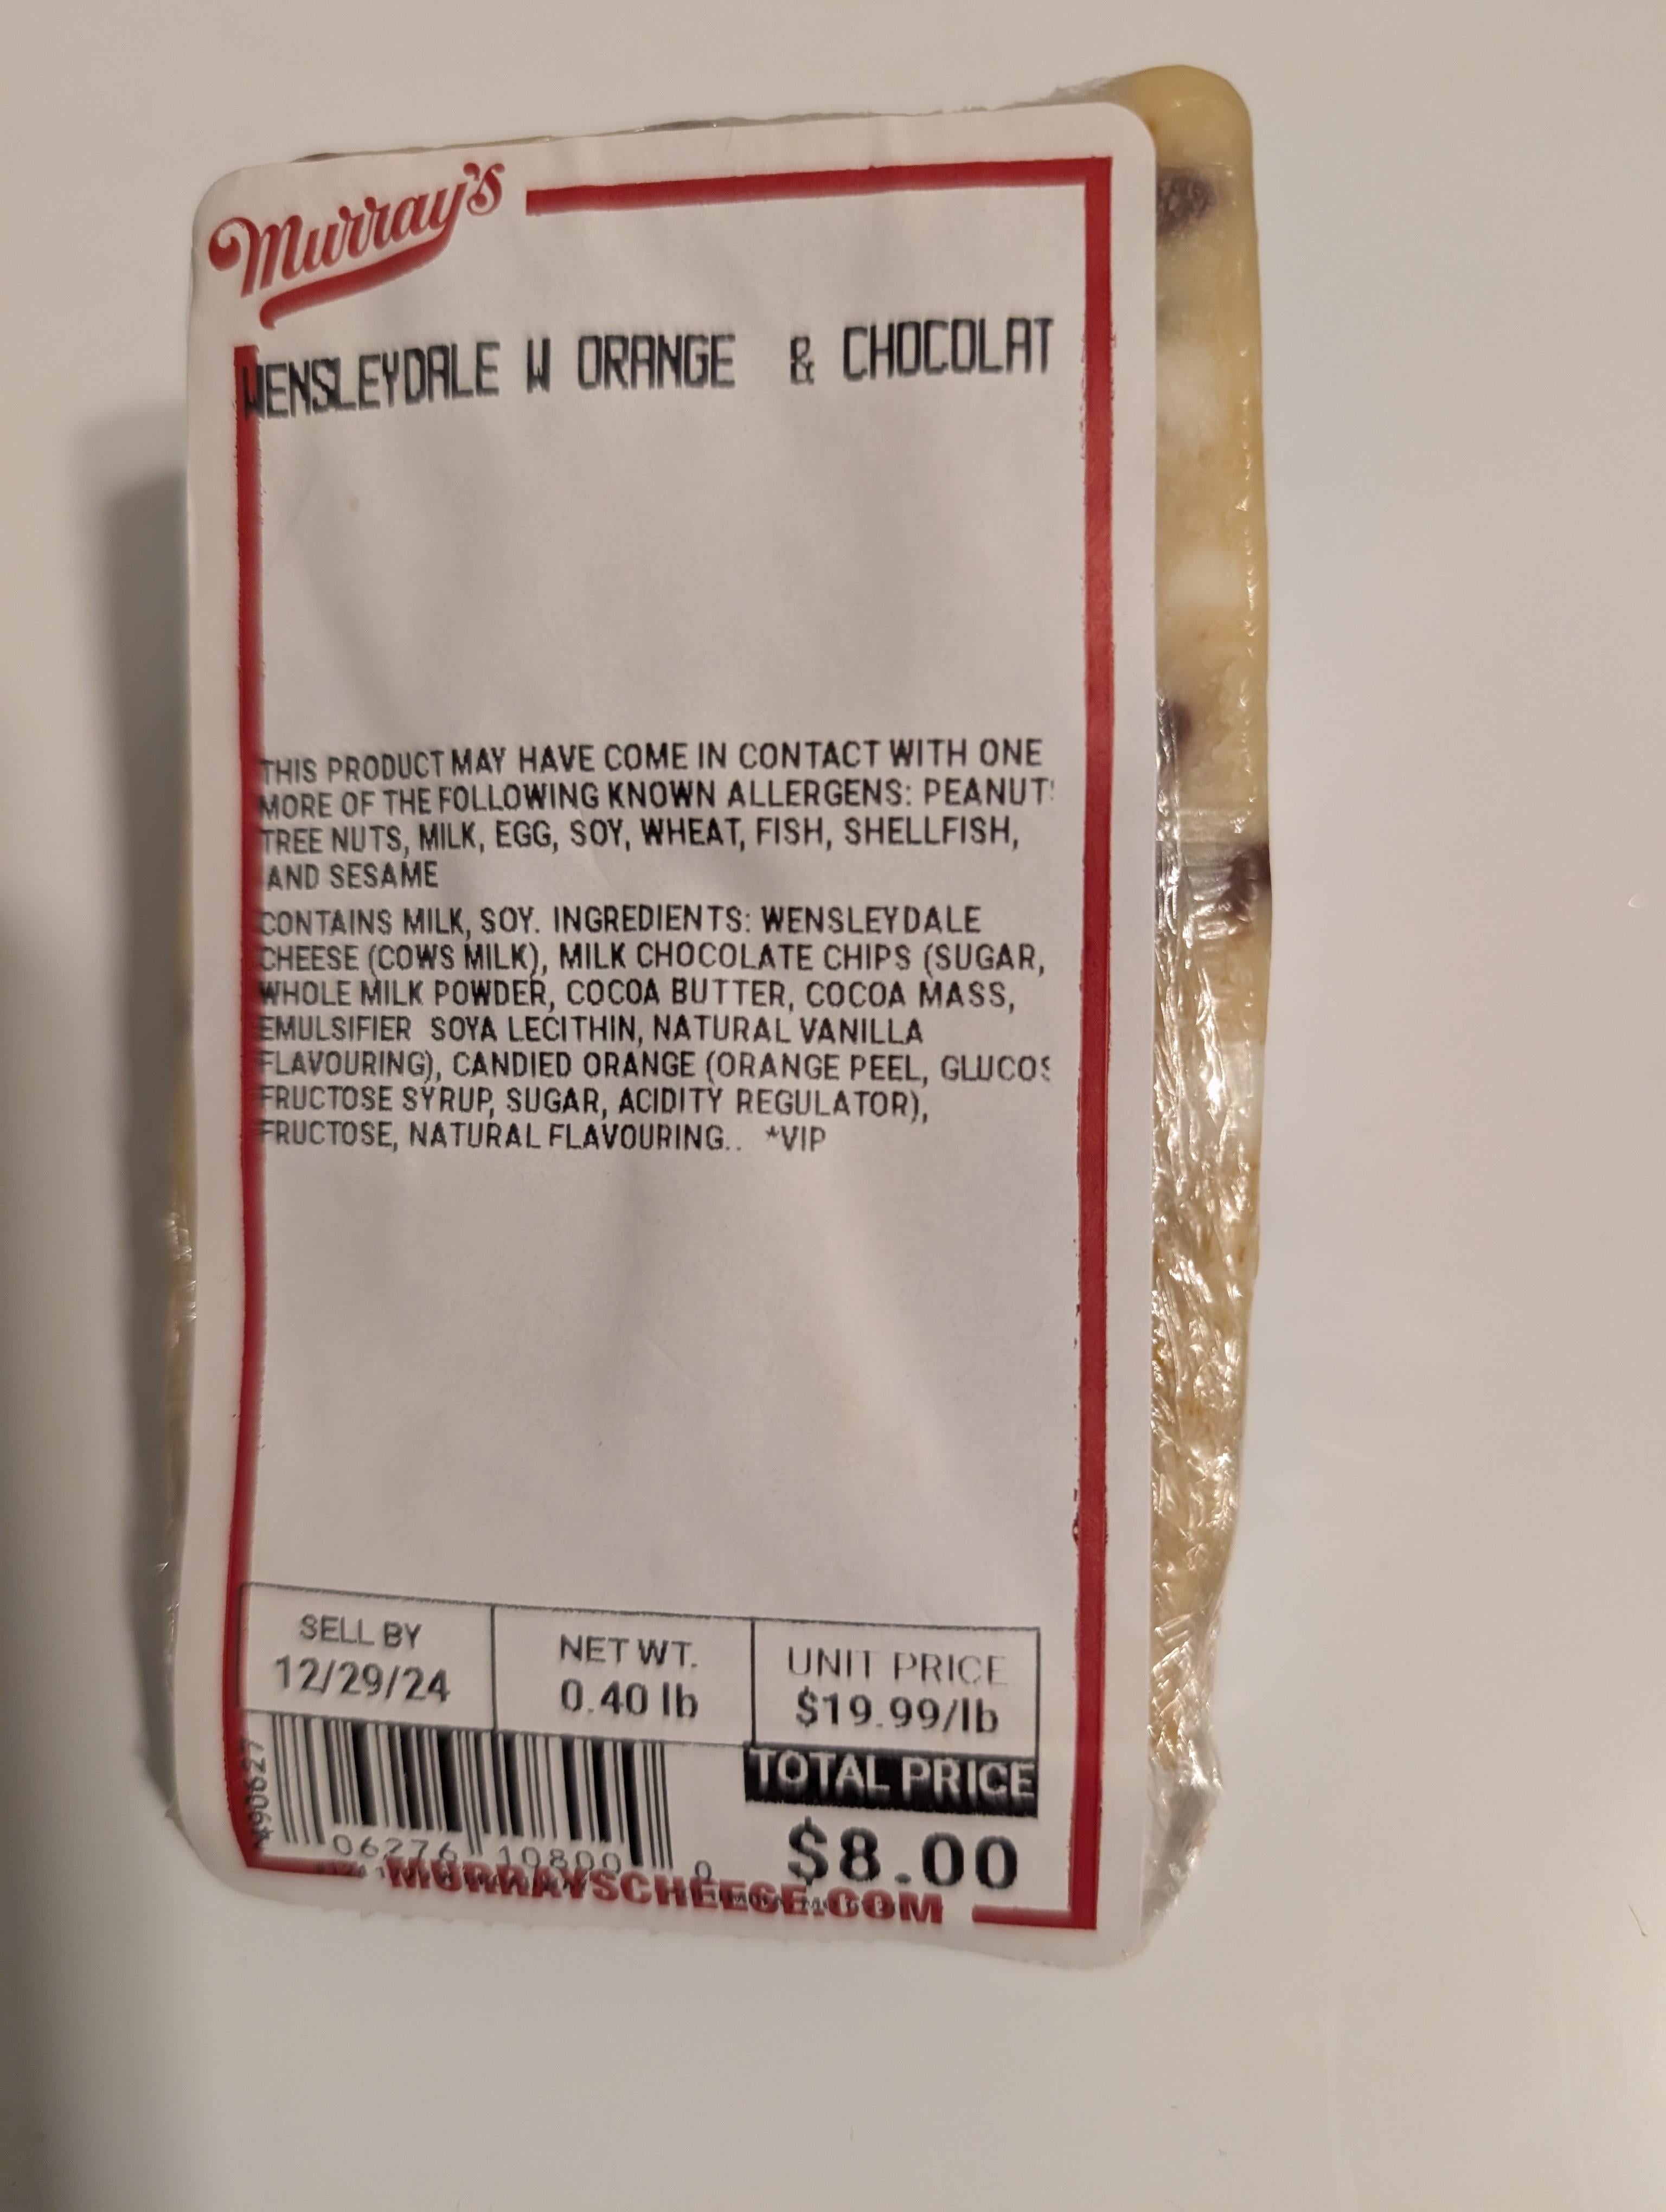 Murray's
WENSLEYDALE W ORANGE & CHOCOLAT
THIS PRODUCT MAY HAVE COME IN CONTACT WITH ONE
MORE OF THE FOLLOWING KNOWN ALLERGENS: PEANUT
TREE NUTS, MILK, EGG, SOY, WHEAT, FISH, SHELLFISH,
AND SESAME
CONTAINS MILK, SOY. INGREDIENTS: WENSLEYDALE
CHEESE (COWS MILK), MILK CHOCOLATE CHIPS (SUGAR,
WHOLE MILK POWDER, COCOA BUTTER, COCOA MASS,
EMULSIFIER SOYA LECITHIN, NATURAL VANILLA
FLAVOURING), CANDIED ORANGE (ORANGE PEEL, GLUCOS
FRUCTOSE SYRUP, SUGAR, ACIDITY REGULATOR),
FRUCTOSE, NATURAL FLAVOURING.. *VIP
SELL BY
12/29/24
NET WT.
0.40 lb
UNIT PRICE
$19.99/lb
TOTAL PRICE
$8.00
490627
06276 10800 0
MURRAYSCHEESE.COM